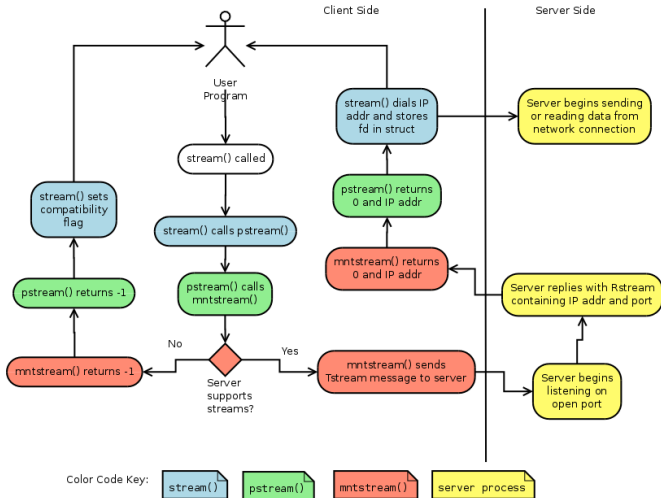 Client Side
Server Side
User
Program
stream() dials IP
addr and stores
fd in struct
Server begins sending
or reading data from
network connection
stream() called
pstream() returns
0 and IP addr
stream() sets
compatibility
flag
stream() calls pstream()
mntstream() returns
0 and IP addr
pstream() returns -1
pstream() calls
mntstream()
Server replies with Rstream
containing IP addr and port
No
Yes
mntstream() returns -1
Server
supports
streams?
mntstream() sends
Tstream message to server
Server begins
listening on
open port
Color Code Key:
stream()
pstream()
mntstream()
server process